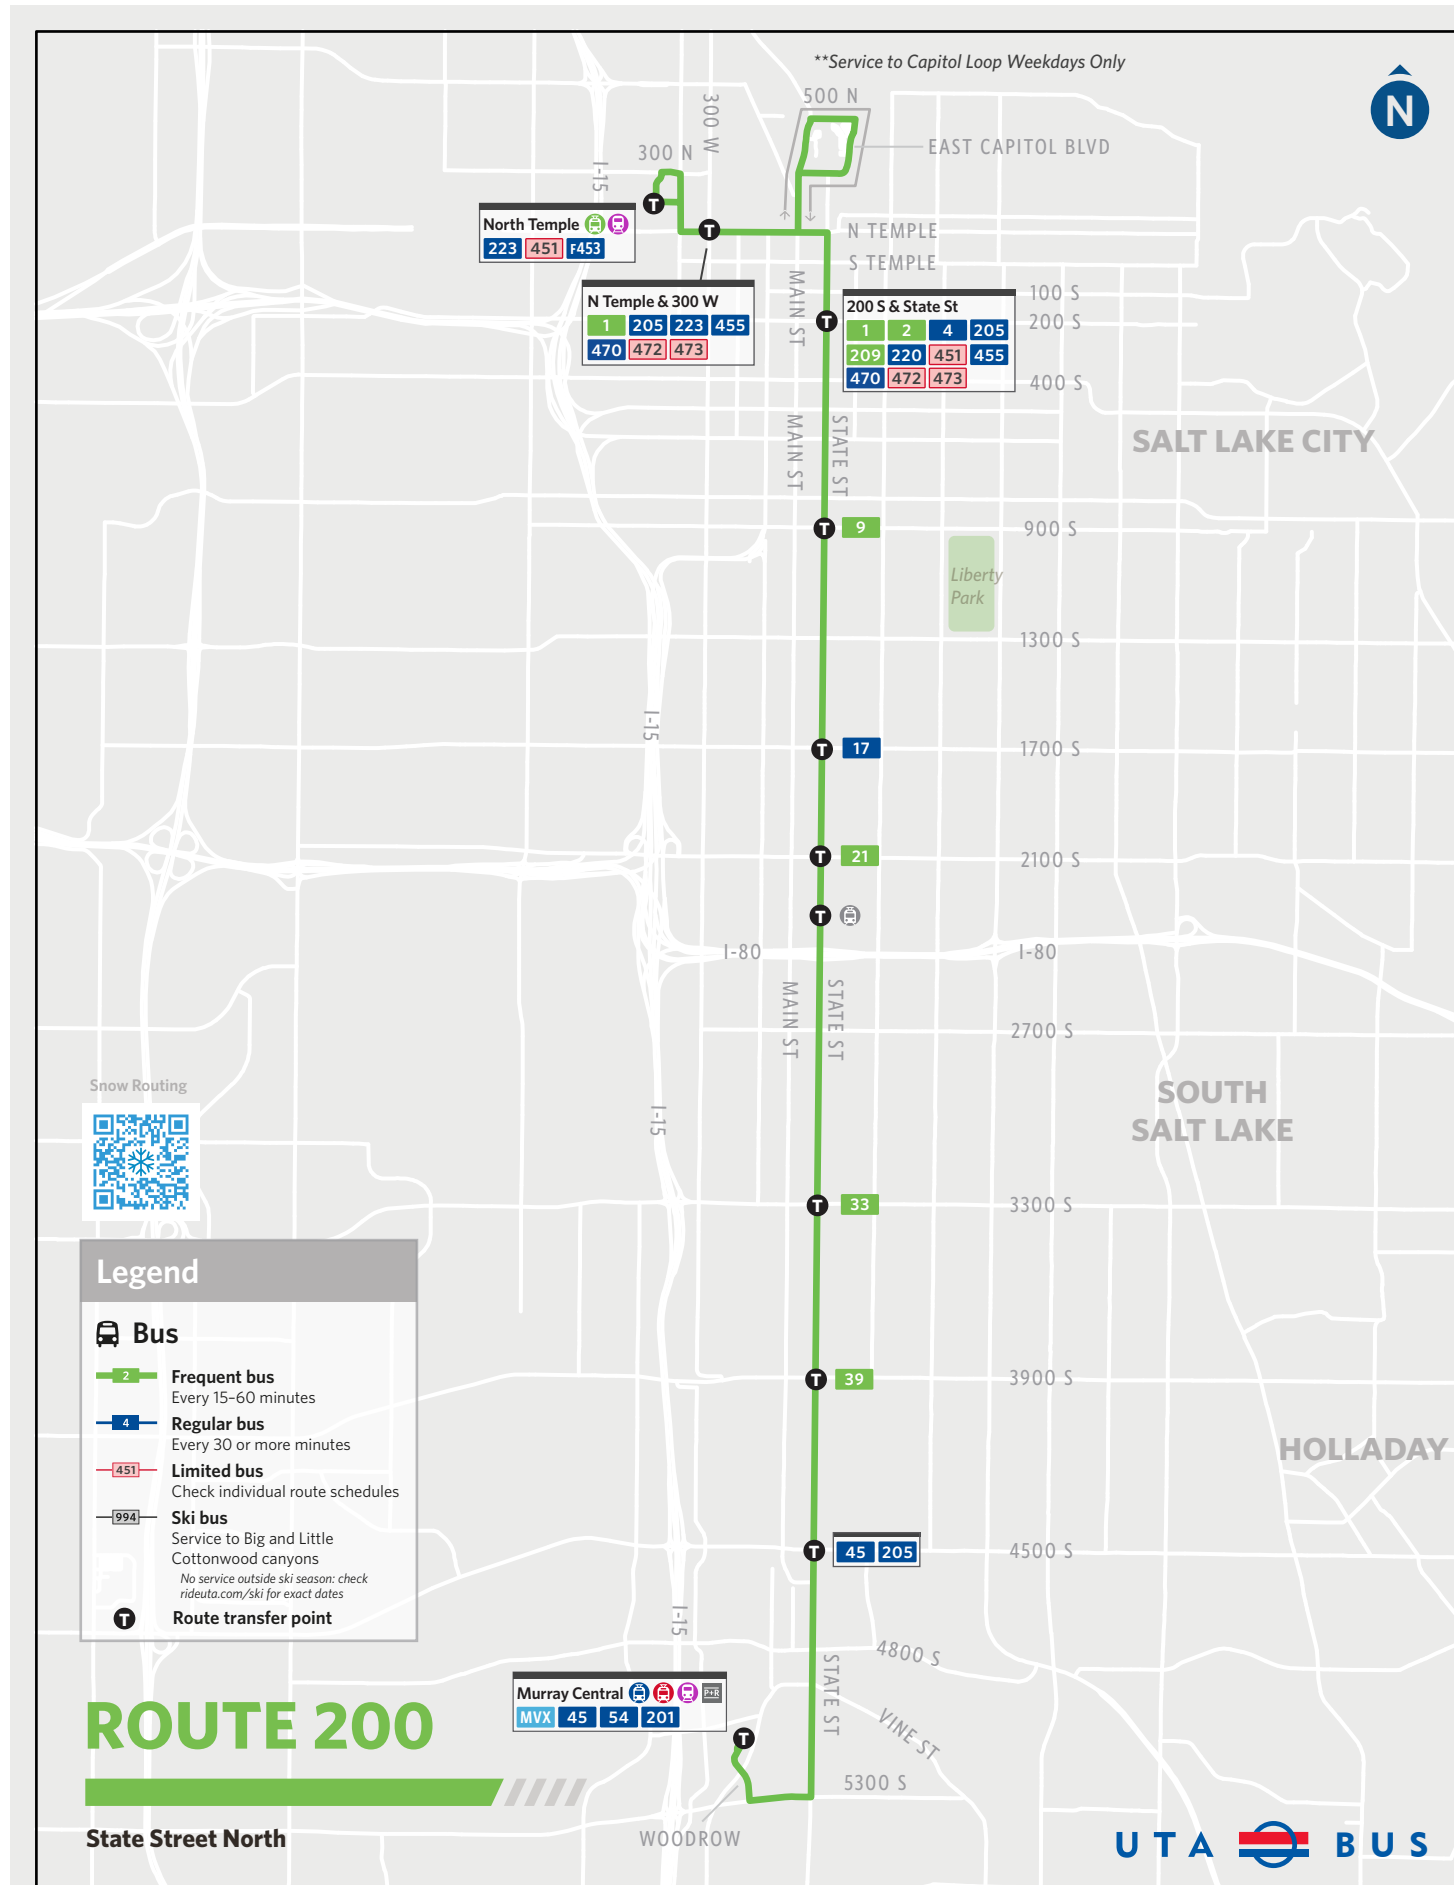 **Service to Capitol Loop Weekdays Only
N
500 N
300 W
EAST CAPITOL BLVD
300 N
I-15
T
North Temple
223 451 F453
T
N TEMPLE
S TEMPLE
N Temple & 300 W
1 205 223 455
470 472 473
MAIN ST
T
200 S & State St
1 2 4 205
209 220 451 455
470 472 473
100 S
200 S
400 S
MAIN ST
STATE ST
SALT LAKE CITY
T
9
900 S
Liberty
Park
1300 S
I-15
T
17
1700 S
T
21
2100 S
T
I-80
I-80
MAIN ST
STATE ST
2700 S
Snow Routing
I-15
SOUTH
SALT LAKE
T
33
3300 S
Legend
Bus
2
Frequent bus
Every 15–60 minutes
4
Regular bus
Every 30 or more minutes
451
Limited bus
Check individual route schedules
994
Ski bus
Service to Big and Little
Cottonwood canyons
No service outside ski season: check
rideuta.com/ski for exact dates
T
Route transfer point
T
39
3900 S
HOLLADAY
T
45 205
4500 S
I-15
4800 S
STATE ST
VINE ST
Murray Central P+R
MVX 45 54 201
T
5300 S
WOODROW
ROUTE 200
State Street North
UTA BUS